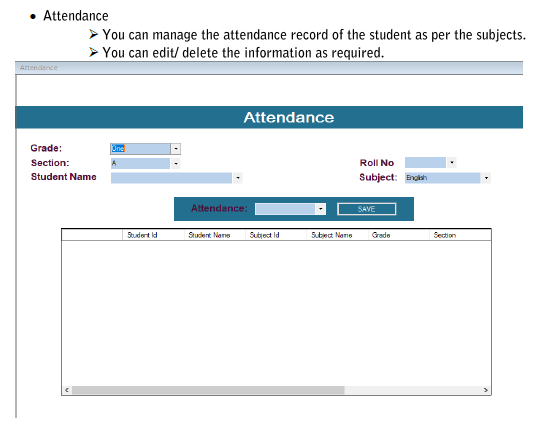 • Attendance
➢ You can manage the attendance record of the student as per the subjects.
➢ You can edit/ delete the information as required.
Attendance
Attendance
Grade: One
Section: A Roll No
Student Name Subject: English
Attendance: SAVE
Student Id Student Name Subject Id Subject Name Grade Section